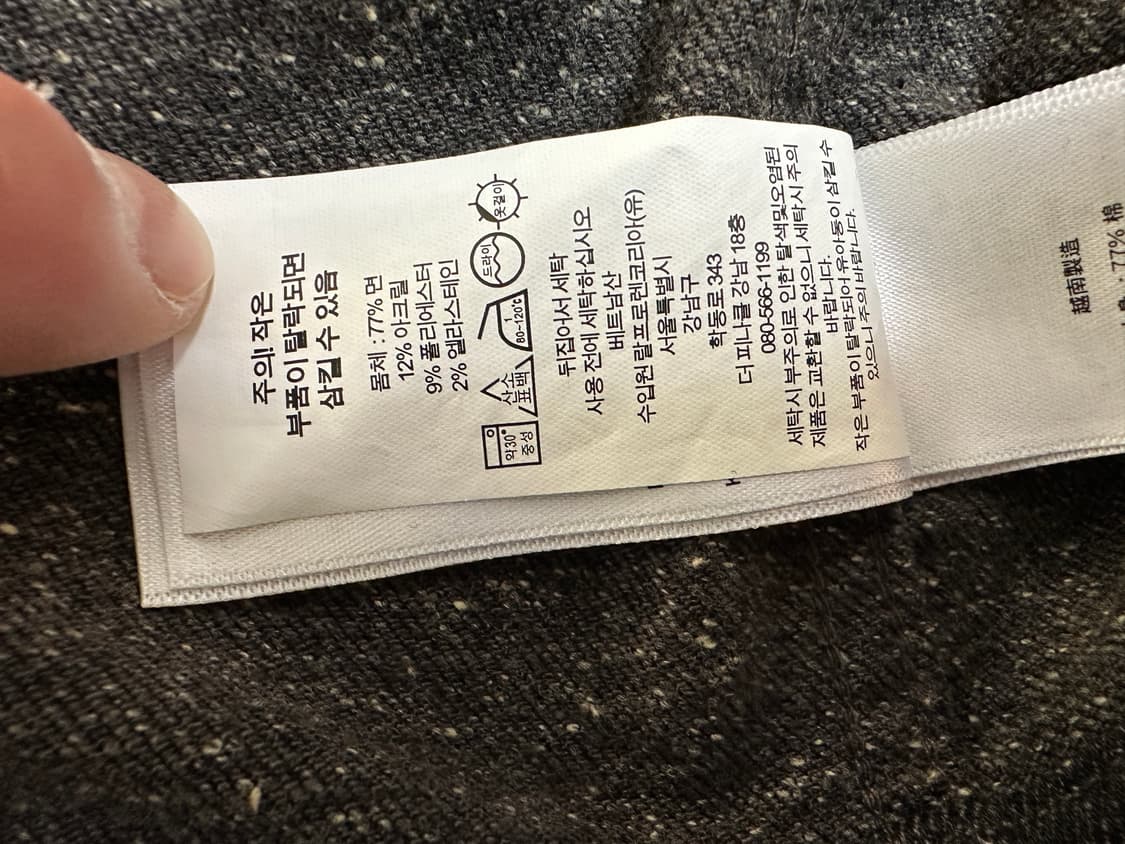 주의! 작은
부품이 탈락되면
삼킬 수 있음
몸체 : 77% 면
12% 아크릴
9% 폴리에스터
2% 엘라스테인
약30°
중성
산소
표백
80~120℃
드라이
옷걸이
뒤집어서 세탁
사용 전에 세탁하십시오
베트남산
수입원 랄프로렌코리아(유)
서울특별시
강남구
학동로 343
더 피나클 강남 18층
080-566-1199
세탁시 부주의로 인한 탈색및오염된
제품은 교환할 수 없으니 세탁시 주의
바랍니다.
작은 부품이 탈락되어 유아동이 삼킬 수
있으니 주의 바랍니다.
越南製造
: 77% 棉